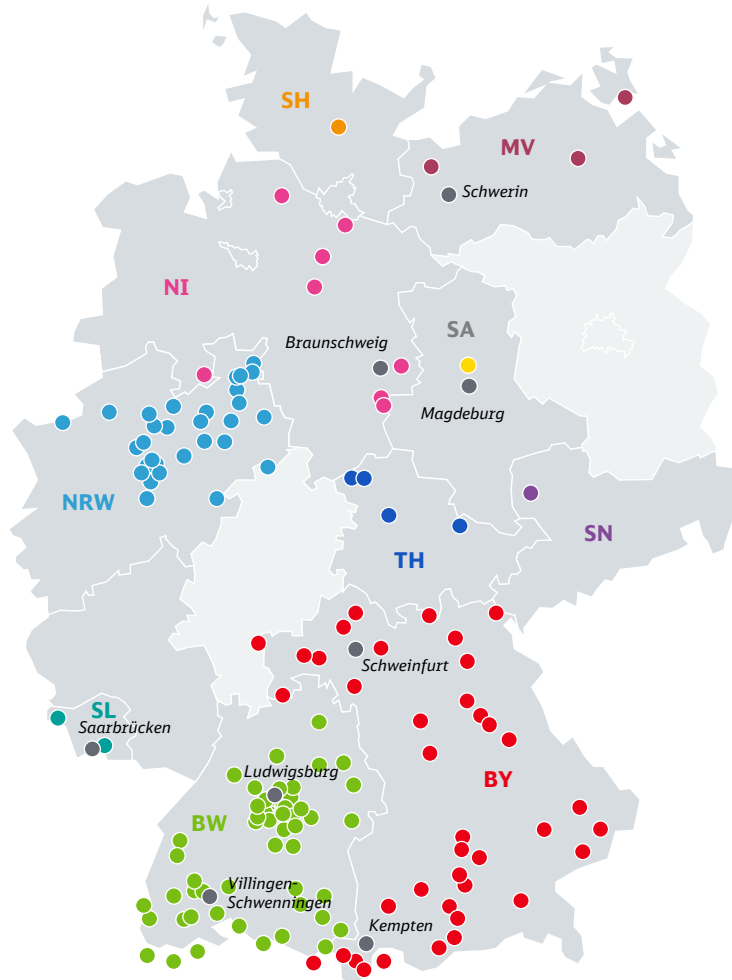 SH
MV
Schwerin
NI
SA
Braunschweig
Magdeburg
NRW
SN
TH
Schweinfurt
SL
Saarbrücken
Ludwigsburg
BY
BW
Villingen-
Schwenningen
Kempten